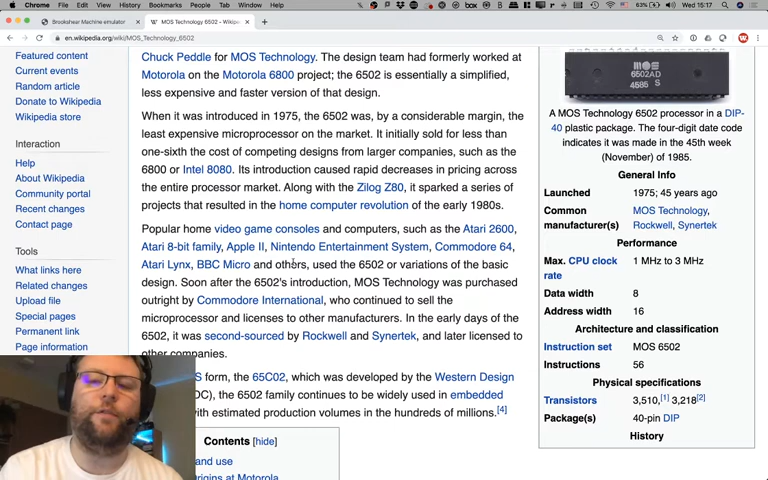 Chrome File Edit View History Bookmarks People Tab Window Help
box
63% Wed 15:17
Brookshear Machine emulator
MOS Technology 6502 - Wikipe
en.wikipedia.org/wiki/MOS_Technology_6502
Featured content
Current events
Random article
Donate to Wikipedia
Wikipedia store
Interaction
Help
About Wikipedia
Community portal
Recent changes
Contact page
Tools
What links here
Related changes
Upload file
Special pages
Permanent link
Page information
Chuck Peddle for MOS Technology. The design team had formerly worked at
Motorola on the Motorola 6800 project; the 6502 is essentially a simplified,
less expensive and faster version of that design.
When it was introduced in 1975, the 6502 was, by a considerable margin, the
least expensive microprocessor on the market. It initially sold for less than
one-sixth the cost of competing designs from larger companies, such as the
6800 or Intel 8080. Its introduction caused rapid decreases in pricing across
the entire processor market. Along with the Zilog Z80, it sparked a series of
projects that resulted in the home computer revolution of the early 1980s.
Popular home video game consoles and computers, such as the Atari 2600,
Atari 8-bit family, Apple II, Nintendo Entertainment System, Commodore 64,
Atari Lynx, BBC Micro and others, used the 6502 or variations of the basic
design. Soon after the 6502's introduction, MOS Technology was purchased
outright by Commodore International, who continued to sell the
microprocessor and licenses to other manufacturers. In the early days of the
6502, it was second-sourced by Rockwell and Synertek, and later licensed to
other companies.
S form, the 65C02, which was developed by the Western Design
DC), the 6502 family continues to be widely used in embedded
with estimated production volumes in the hundreds of millions.[4]
Contents [hide]
and use
rigins at Motorola
mos
6502AD
4585 S
A MOS Technology 6502 processor in a DIP-
40 plastic package. The four-digit date code
indicates it was made in the 45th week
(November) of 1985.
General Info
Launched 1975; 45 years ago
Common MOS Technology,
manufacturer(s) Rockwell, Synertek
Performance
Max. CPU clock 1 MHz to 3 MHz
rate
Data width 8
Address width 16
Architecture and classification
Instruction set MOS 6502
Instructions 56
Physical specifications
Transistors 3,510,[1] 3,218[2]
Package(s) 40-pin DIP
History